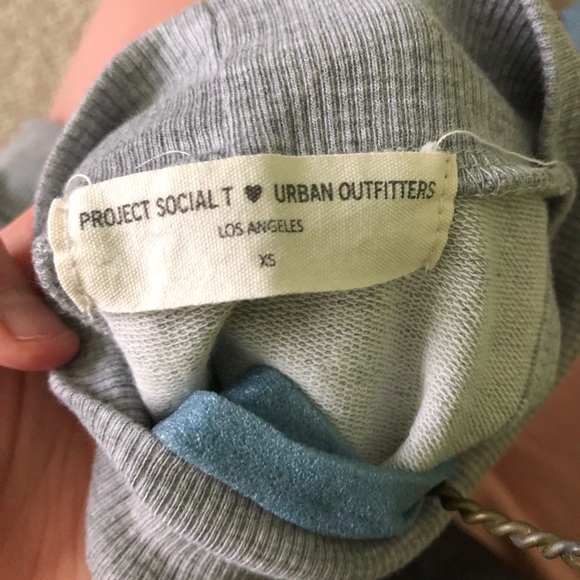 PROJECT SOCIAL T ♥ URBAN OUTFITTERS
LOS ANGELES
XS